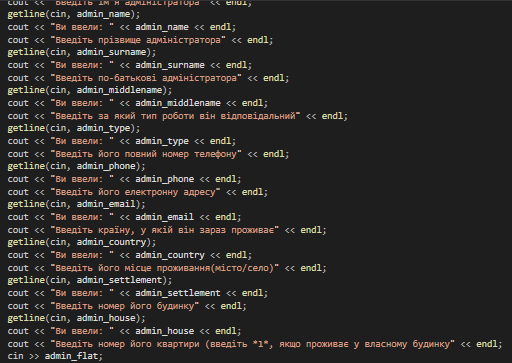 cout << "Введіть ім'я адміністратора" << endl;
getline(cin, admin_name);
cout << "Ви ввели: " << admin_name << endl;
cout << "Введіть прізвище адміністратора" << endl;
getline(cin, admin_surname);
cout << "Ви ввели: " << admin_surname << endl;
cout << "Введіть по-батькові адміністратора" << endl;
getline(cin, admin_middlename);
cout << "Ви ввели: " << admin_middlename << endl;
cout << "Введіть за який тип роботи він відповідальний" << endl;
getline(cin, admin_type);
cout << "Ви ввели: " << admin_type << endl;
cout << "Введіть його повний номер телефону" << endl;
getline(cin, admin_phone);
cout << "Ви ввели: " << admin_phone << endl;
cout << "Введіть його електронну адресу" << endl;
getline(cin, admin_email);
cout << "Ви ввели: " << admin_email << endl;
cout << "Введіть країну, у якій він зараз проживає" << endl;
getline(cin, admin_country);
cout << "Ви ввели: " << admin_country << endl;
cout << "Введіть його місце проживання(місто/село)" << endl;
getline(cin, admin_settlement);
cout << "Ви ввели: " << admin_settlement << endl;
cout << "Введіть номер його будинку" << endl;
getline(cin, admin_house);
cout << "Ви ввели: " << admin_house << endl;
cout << "Введіть номер його квартири (введіть *1*, якщо проживає у власному будинку" << endl;
cin >> admin_flat;